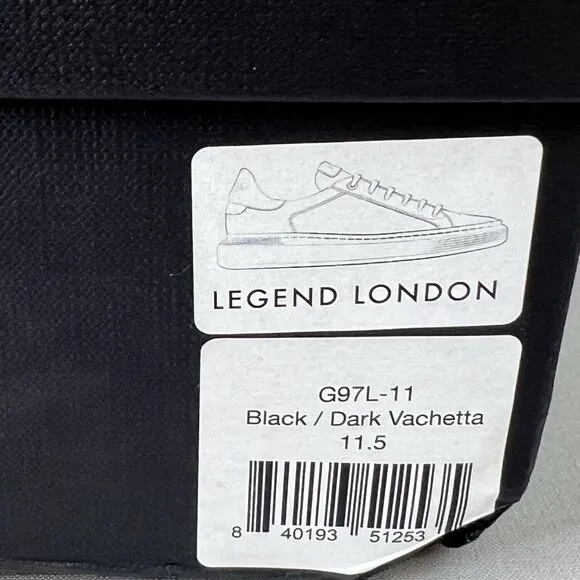 LEGEND LONDON
G97L-11
Black / Dark Vachetta
11.5
8 40193 51253